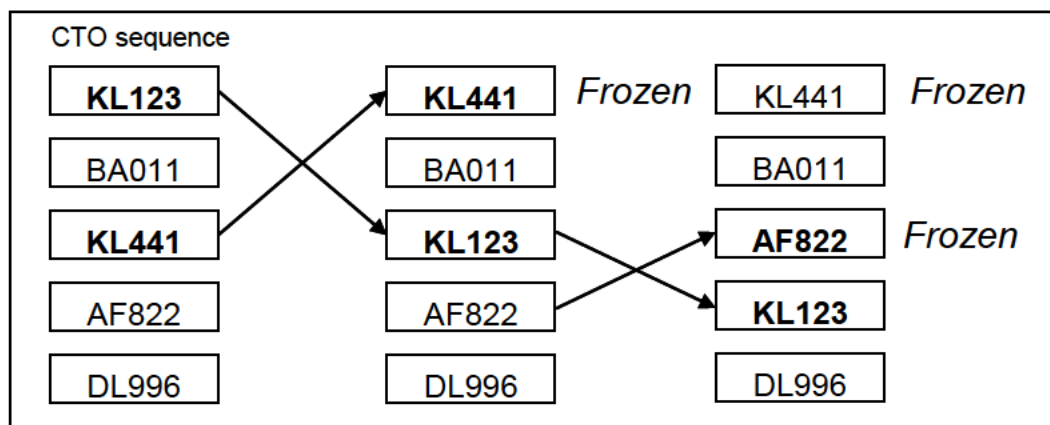 CTO sequence
KL123 KL441 Frozen KL441 Frozen
BA011 BA011 BA011
KL441 KL123 AF822 Frozen
AF822 AF822 KL123
DL996 DL996 DL996